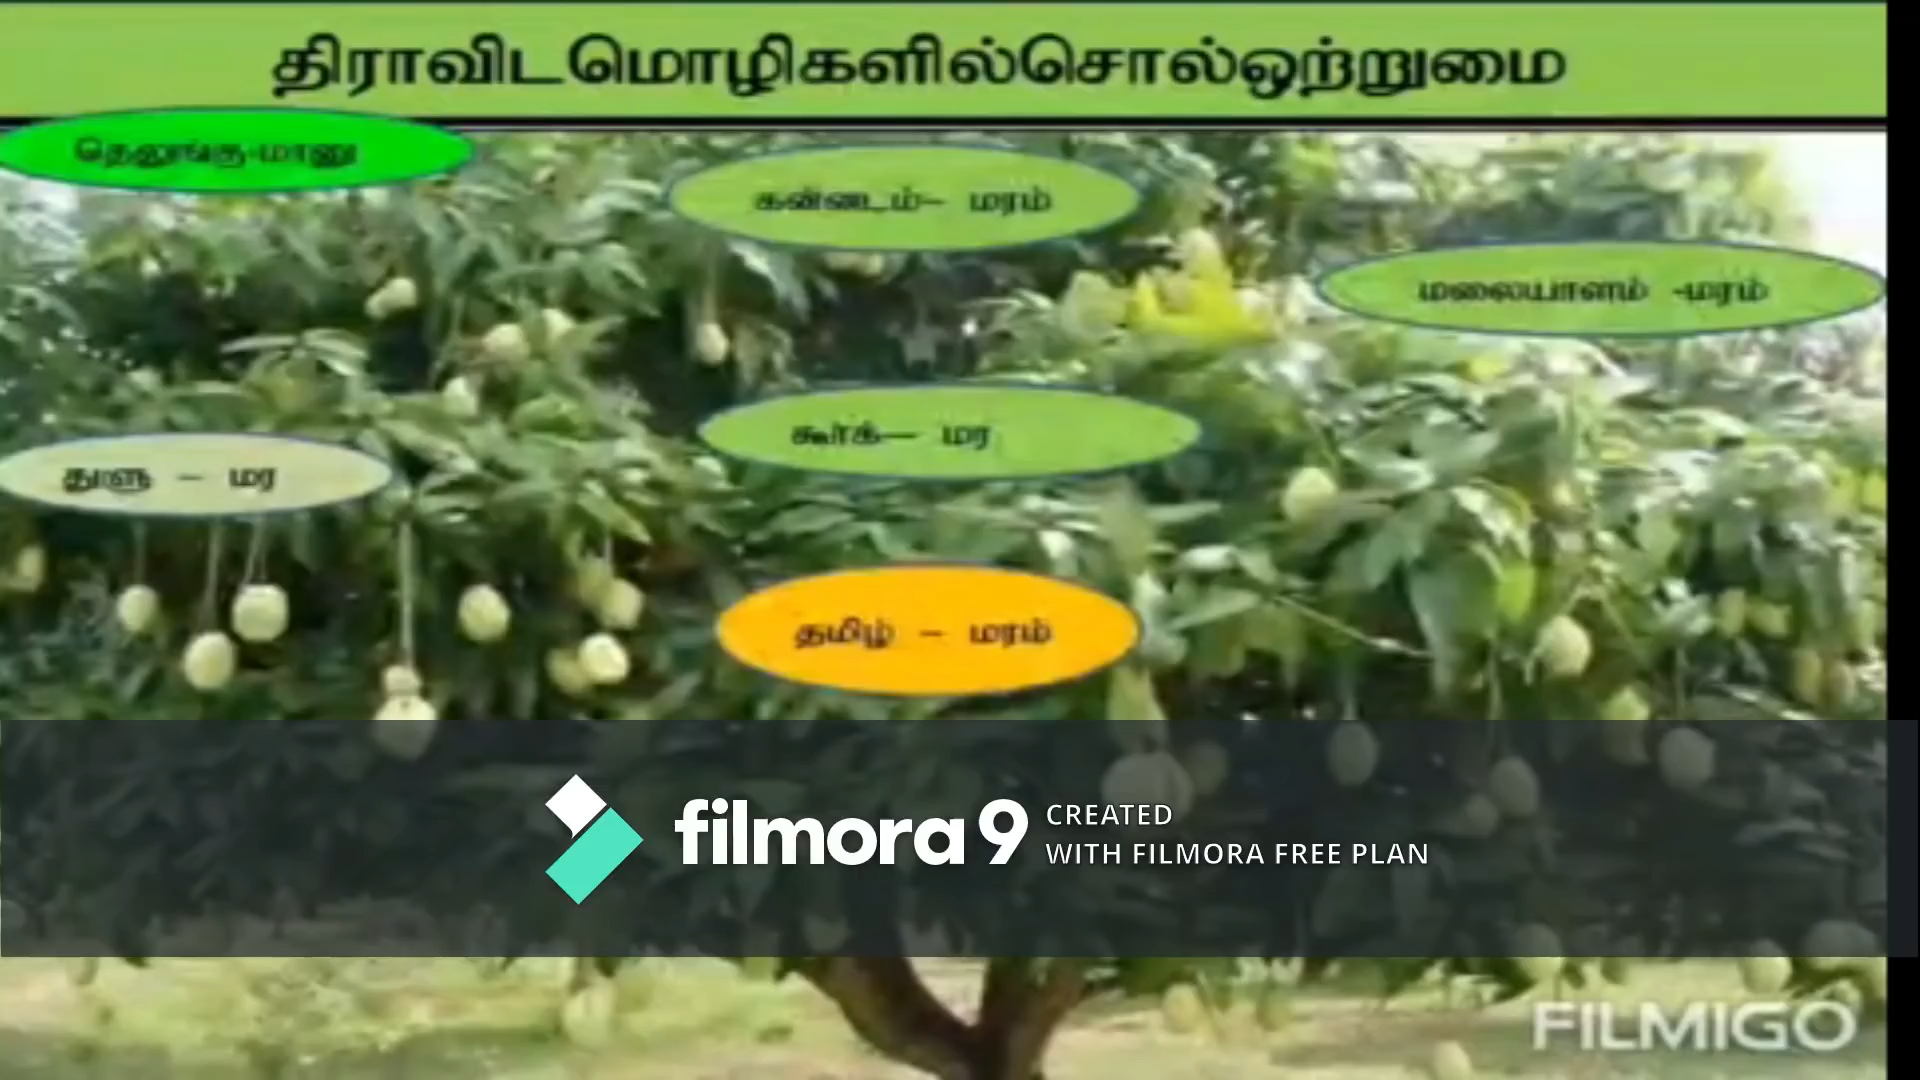 திராவிடமொழிகளில்சொல்ஒற்றுமை
தெலுங்கு-மானு
கன்னடம்- மரம்
மலையாளம் -மரம்
கூர்க்- மர
துளு - மர
தமிழ் - மரம்
filmora 9 CREATED
WITH FILMORA FREE PLAN
FILMIGO